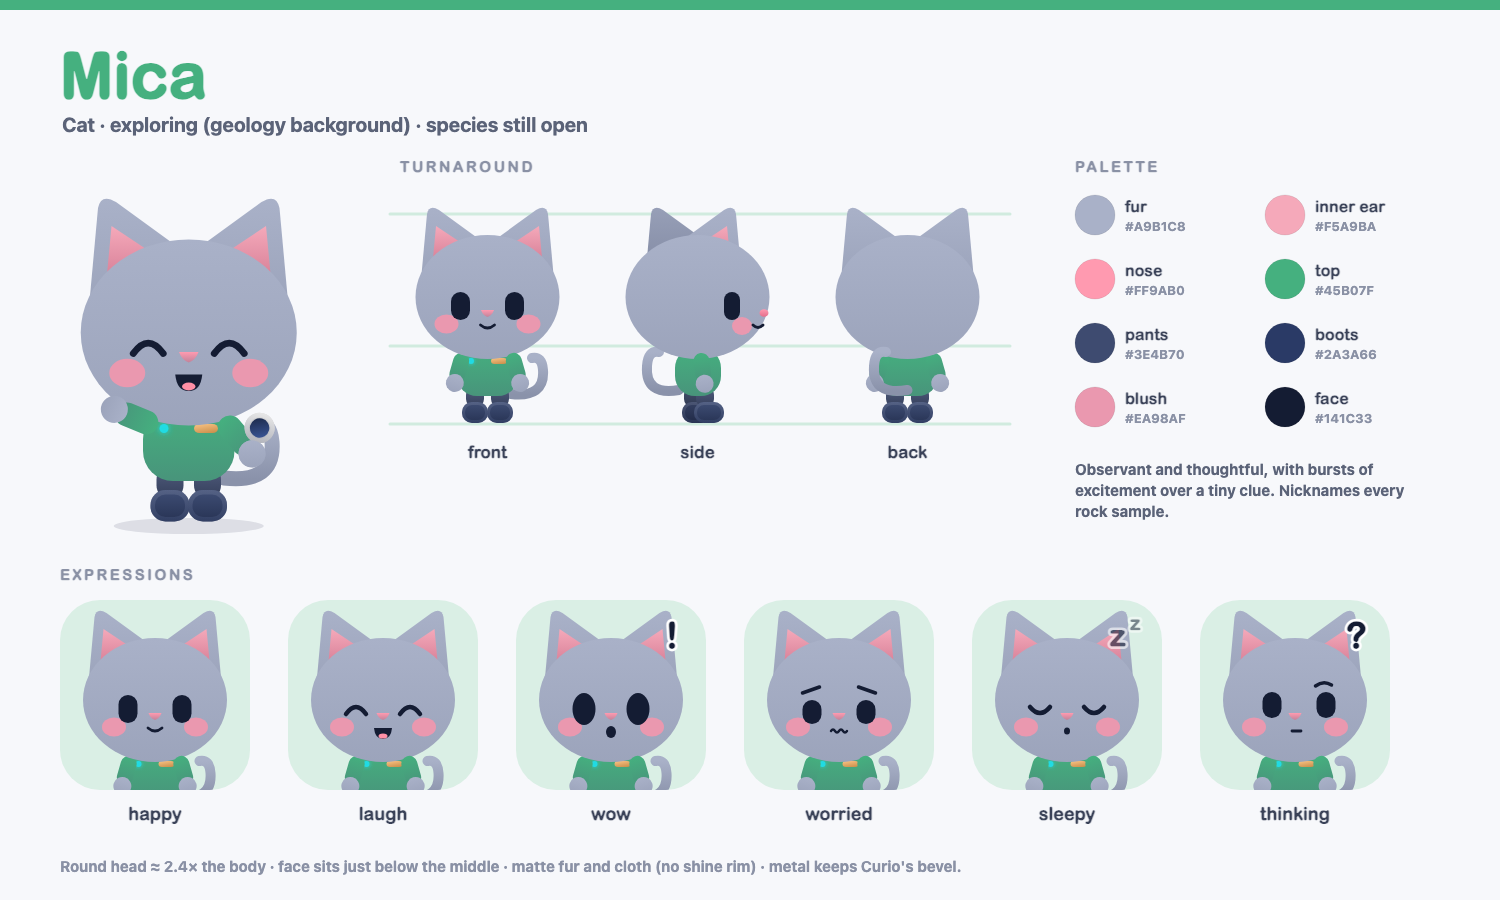 Mica
Cat · exploring (geology background) · species still open
TURNAROUND
front
side
back
PALETTE
fur
#A9B1C8
inner ear
#F5A9BA
nose
#FF9AB0
top
#45B07F
pants
#3E4B70
boots
#2A3A66
blush
#EA98AF
face
#141C33
Observant and thoughtful, with bursts of
excitement over a tiny clue. Nicknames every
rock sample.
EXPRESSIONS
!
z z
?
happy
laugh
wow
worried
sleepy
thinking
Round head ≈ 2.4× the body · face sits just below the middle · matte fur and cloth (no shine rim) · metal keeps Curio's bevel.